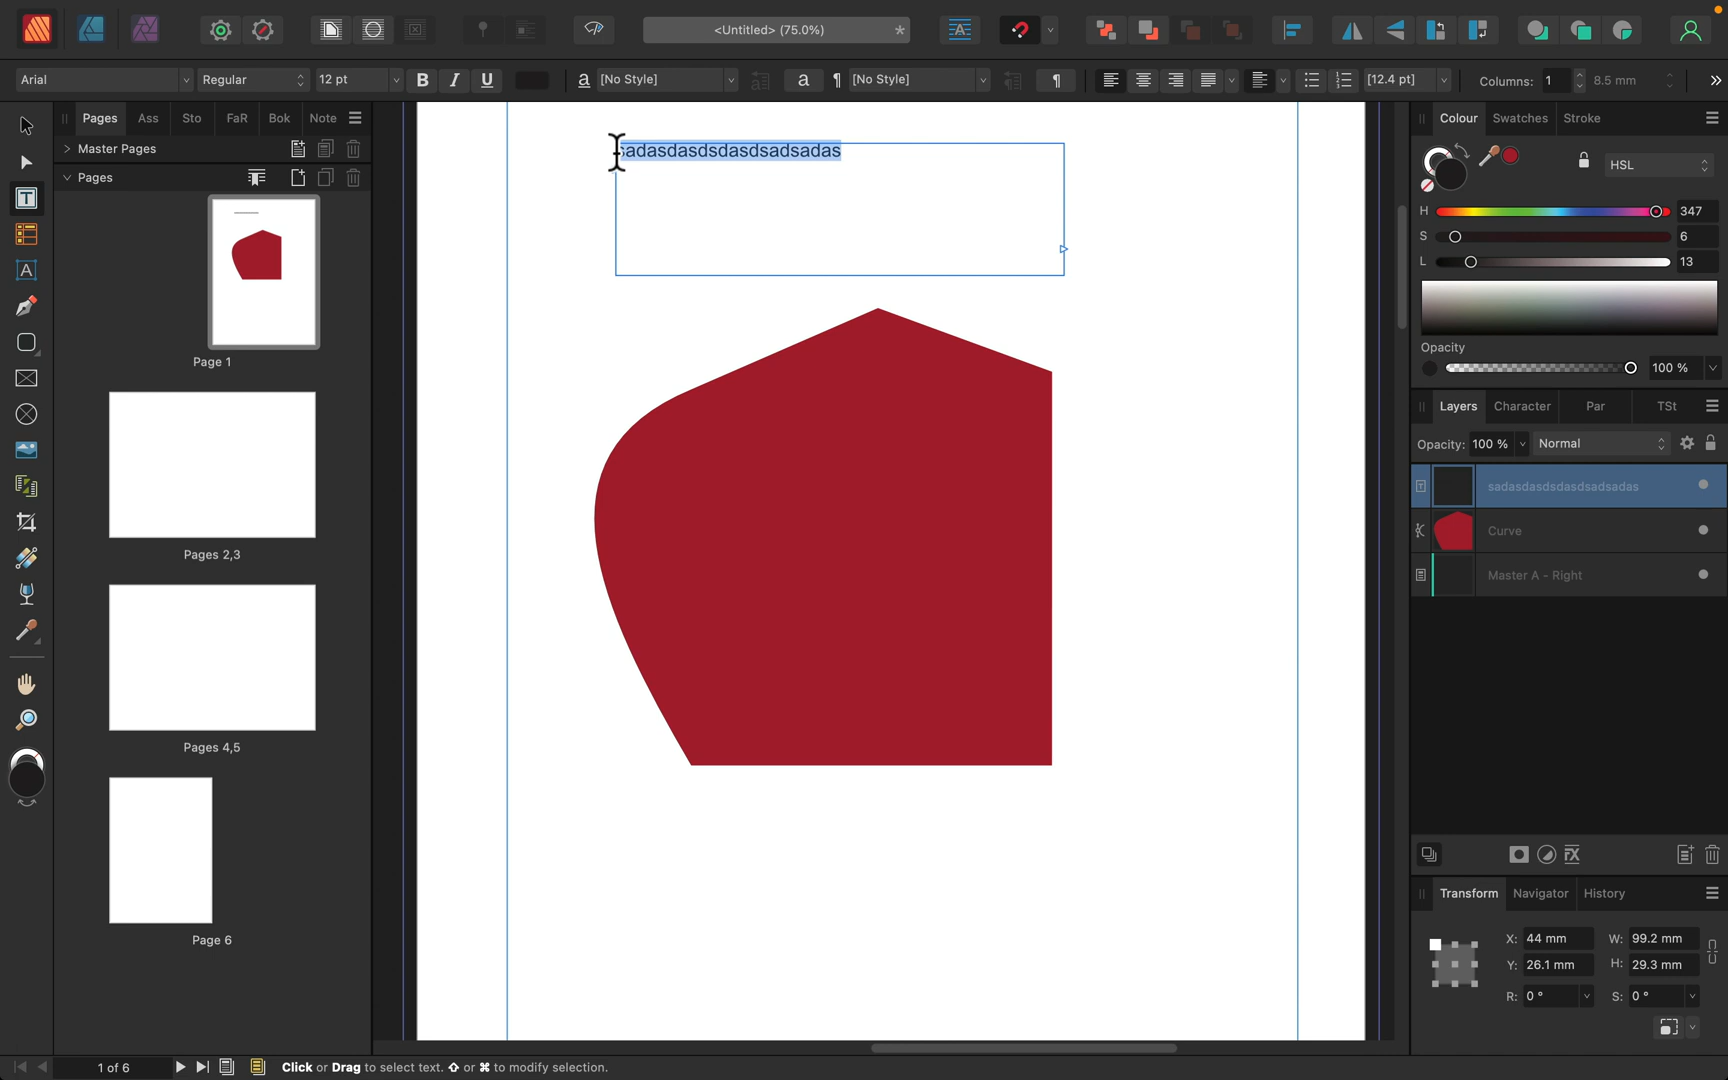 <Untitled> (75.0%)
*
Arial
Regular
12 pt
B I U
a [No Style]
a
¶ [No Style]
¶
[12.4 pt]
Columns: 1
8.5 mm
Pages Ass Sto FaR Bok Note
Master Pages
Pages
Page 1
Pages 2,3
Pages 4,5
Page 6
sadasdasdsdasdsadsadas
Colour Swatches Stroke
HSL
H 347
S 6
L 13
Opacity
100 %
Layers Character Par TSt
Opacity: 100 % Normal
sadasdasdsdasdsadsadas
Curve
Master A - Right
Transform Navigator History
X: 44 mm W: 99.2 mm
Y: 26.1 mm H: 29.3 mm
R: 0 ° S: 0 °
1 of 6
Click or Drag to select text. ⇧ or ⌘ to modify selection.